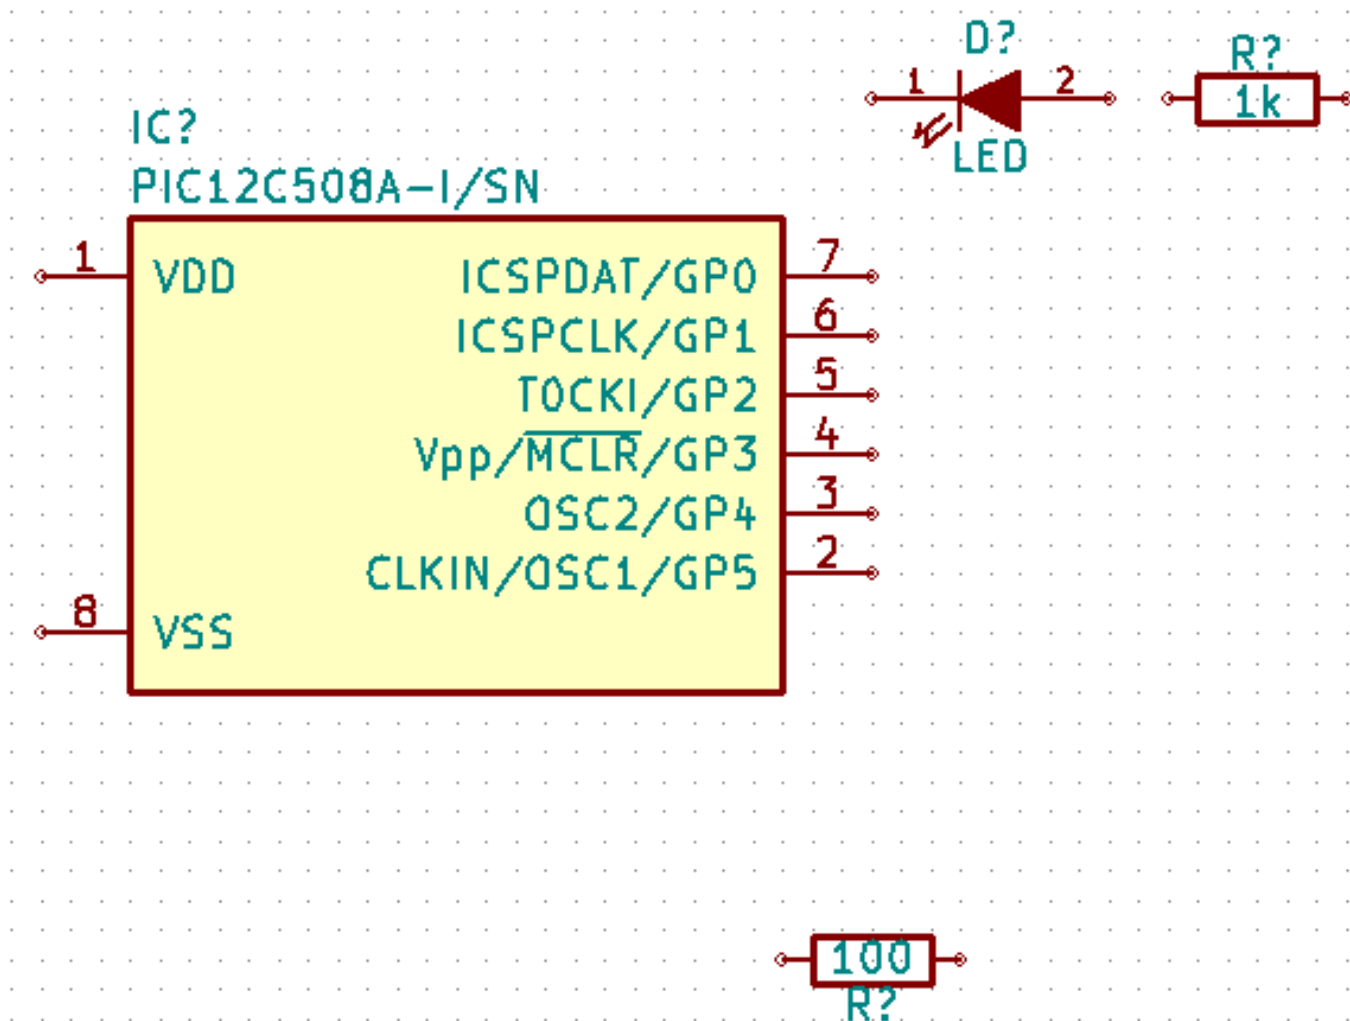 D?
1 2
LED
R?
1k
IC?
PIC12C508A-I/SN
1 VDD ICSPDAT/GP0 7
ICSPCLK/GP1 6
T0CKI/GP2 5
Vpp/MCLR/GP3 4
OSC2/GP4 3
CLKIN/OSC1/GP5 2
8 VSS
100
R?